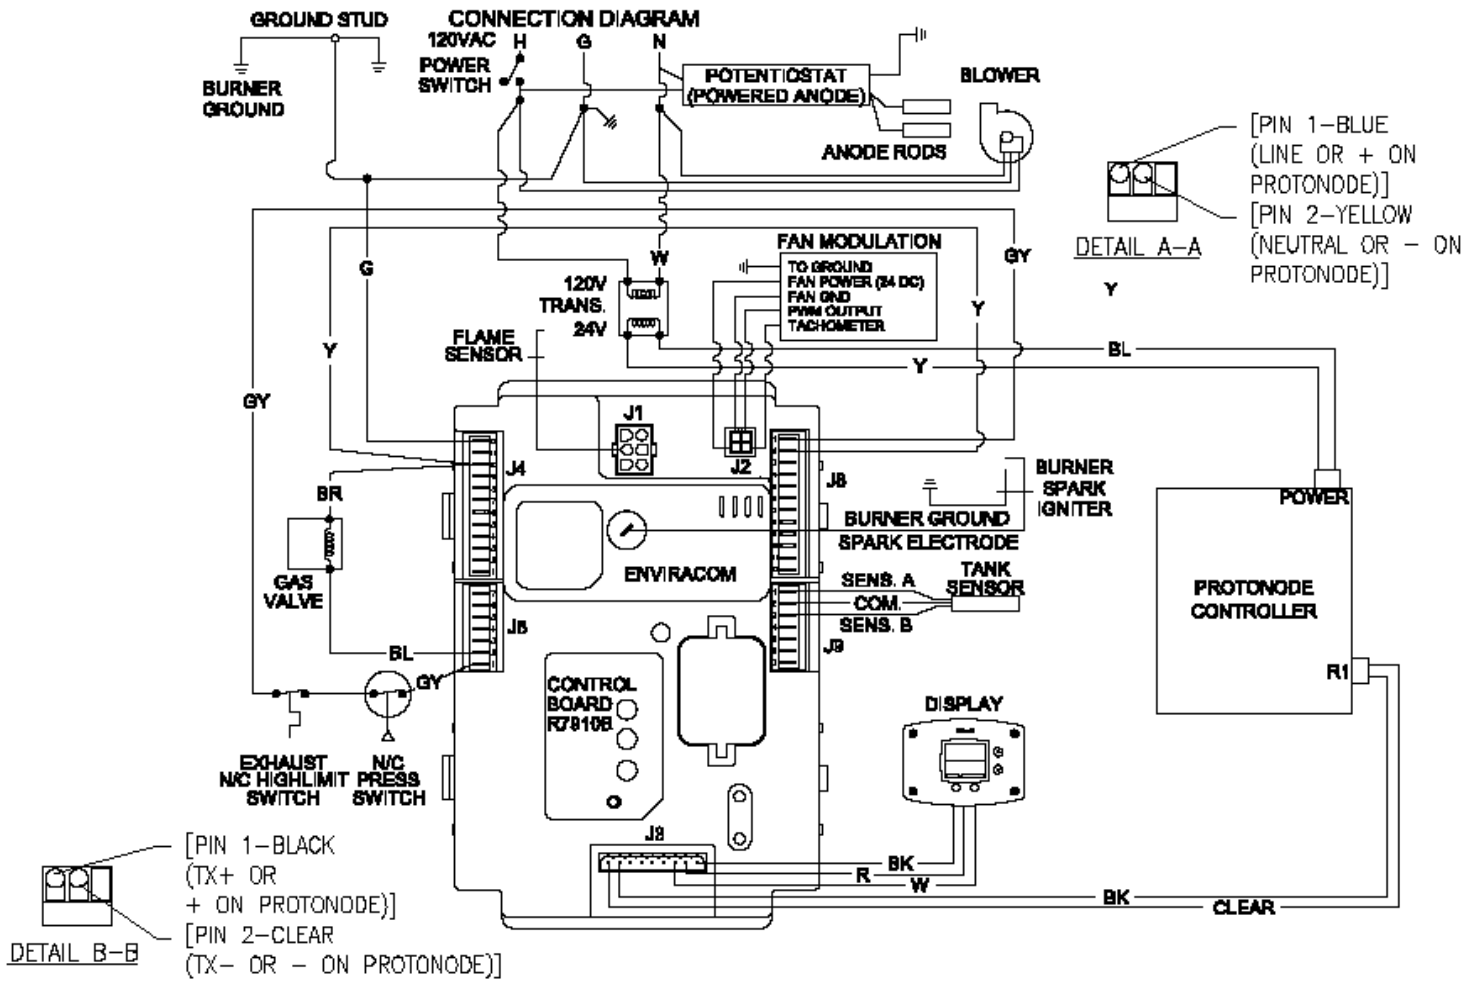 GROUND STUD
CONNECTION DIAGRAM
120VAC H G N
POWER
SWITCH
BURNER
GROUND
POTENTIOSTAT
(POWERED ANODE)
BLOWER
ANODE RODS
[PIN 1-BLUE
(LINE OR + ON
PROTONODE)]
[PIN 2-YELLOW
(NEUTRAL OR - ON
PROTONODE)]
DETAIL A-A
Y
FAN MODULATION
TO GROUND
FAN POWER (24 DC)
FAN GND
PWM OUTPUT
TACHOMETER
GY
W
G
120V
TRANS.
24V
Y
FLAME
SENSOR
Y
BL
Y
GY
J1
J2
J4
J8
BR
BURNER
SPARK
IGNITER
BURNER GROUND
SPARK ELECTRODE
POWER
GAS
VALVE
ENVIRACOM
SENS. A
COM.
SENS. B
TANK
SENSOR
PROTONODE
CONTROLLER
J5
J9
BL
GY
R1
CONTROL
BOARD
R7910B
DISPLAY
EXHAUST
N/C HIGHLIMIT
SWITCH
N/C
PRESS
SWITCH
J3
BK
R
W
BK
CLEAR
[PIN 1-BLACK
(TX+ OR
+ ON PROTONODE)]
[PIN 2-CLEAR
(TX- OR - ON PROTONODE)]
DETAIL B-B